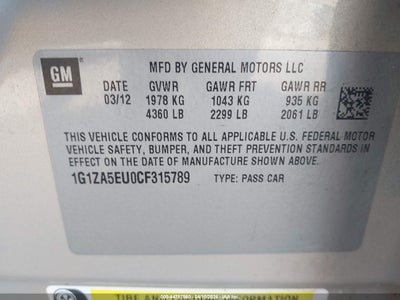 GM
MFD BY GENERAL MOTORS LLC
DATE GVWR GAWR FRT GAWR RR
03/12 1978 KG 1043 KG 935 KG
4360 LB 2299 LB 2061 LB
THIS VEHICLE CONFORMS TO ALL APPLICABLE U.S. FEDERAL MOTOR
VEHICLE SAFETY, BUMPER, AND THEFT PREVENTION STANDARDS IN
EFFECT ON THE DATE OF MANUFACTURE SHOWN ABOVE.
1G1ZA5EU0CF315789 TYPE: PASS CAR